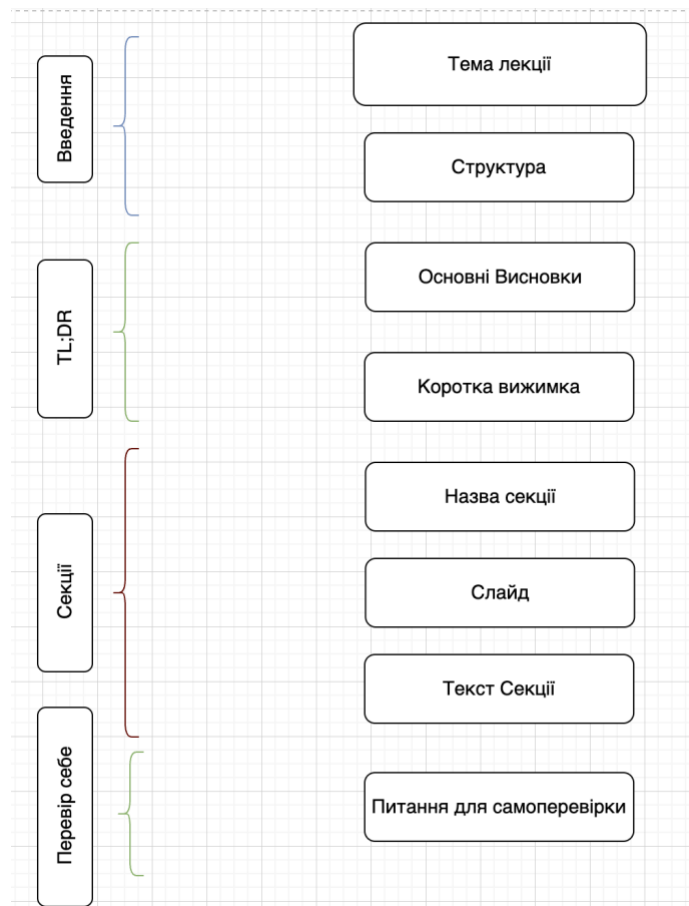 Введення
Тема лекції
Структура
TL;DR
Основні Висновки
Коротка вижимка
Секції
Назва секції
Слайд
Текст Секції
Перевір себе
Питання для самоперевірки